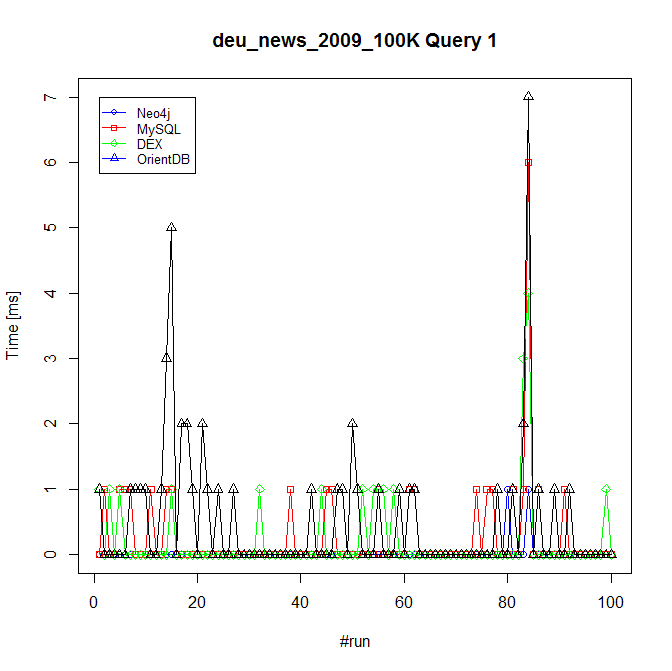 deu_news_2009_100K Query 1
Neo4j
MySQL
DEX
OrientDB
7
6
5
4
3
2
1
0
Time [ms]
0 20 40 60 80 100
#run